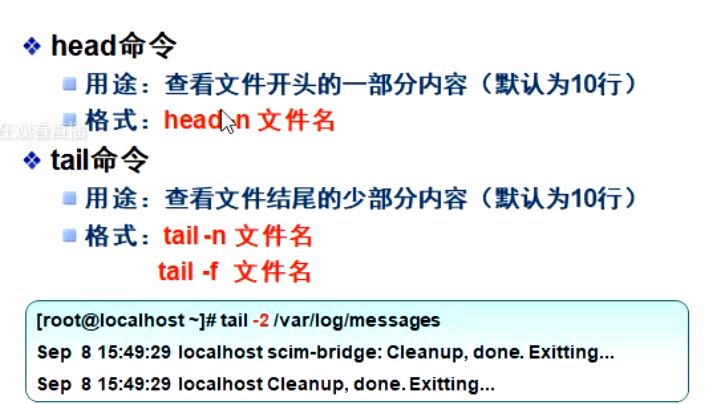 head命令
用途：查看文件开头的一部分内容（默认为10行）
在观看直播
格式：head -n 文件名
tail命令
用途：查看文件结尾的少部分内容（默认为10行）
格式：tail -n 文件名
tail -f 文件名
[root@localhost ~]# tail -2 /var/log/messages
Sep 8 15:49:29 localhost scim-bridge: Cleanup, done. Exitting...
Sep 8 15:49:29 localhost Cleanup, done. Exitting...